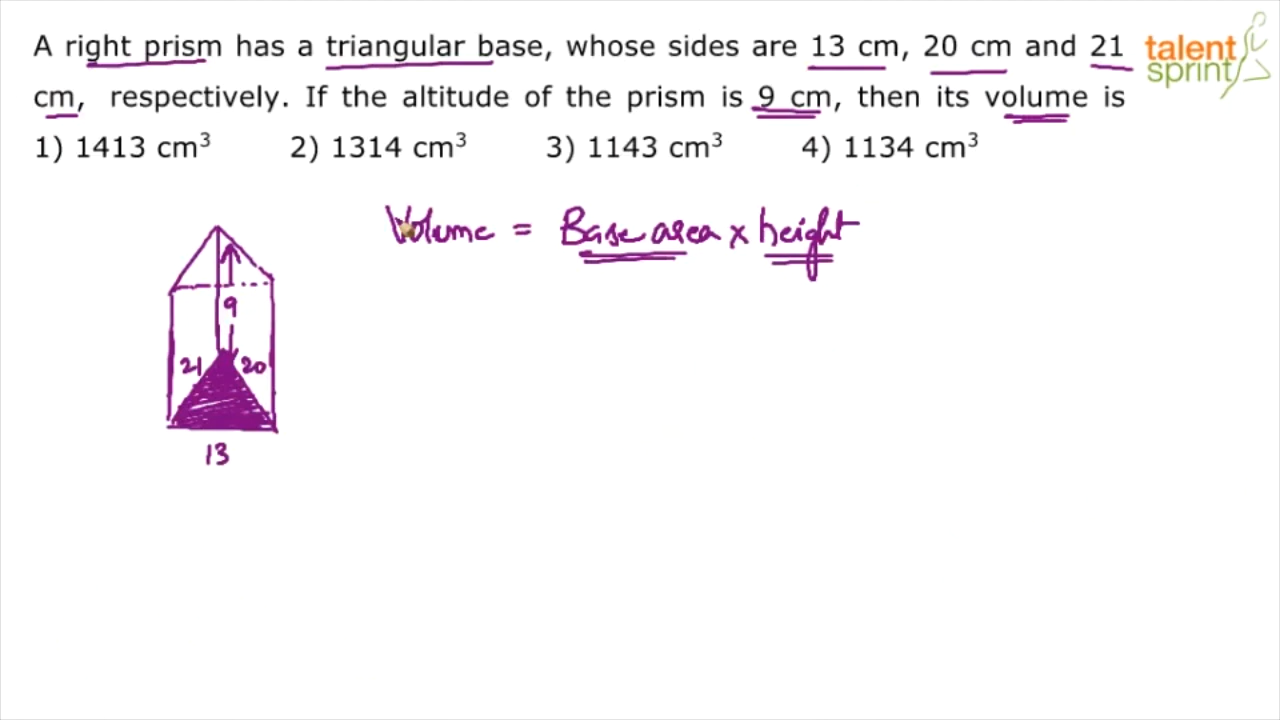 A right prism has a triangular base, whose sides are 13 cm, 20 cm and 21
cm, respectively. If the altitude of the prism is 9 cm, then its volume is
1) 1413 cm³ 2) 1314 cm³ 3) 1143 cm³ 4) 1134 cm³
talent
sprint
Volume = Base area x height
9
21 20
13